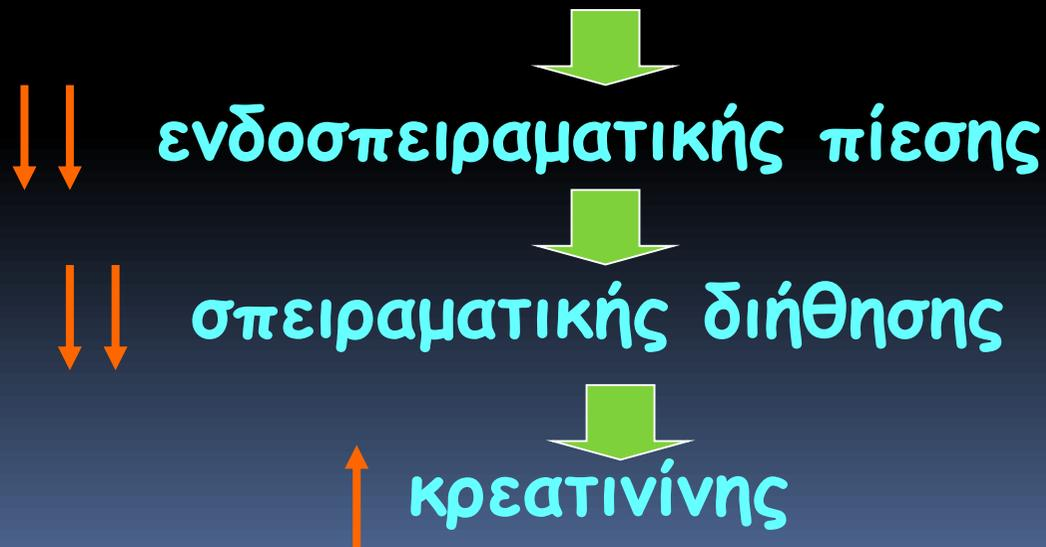 ενδοσπειραματικής πίεσης
σπειραματικής διήθησης
κρεατινίνης